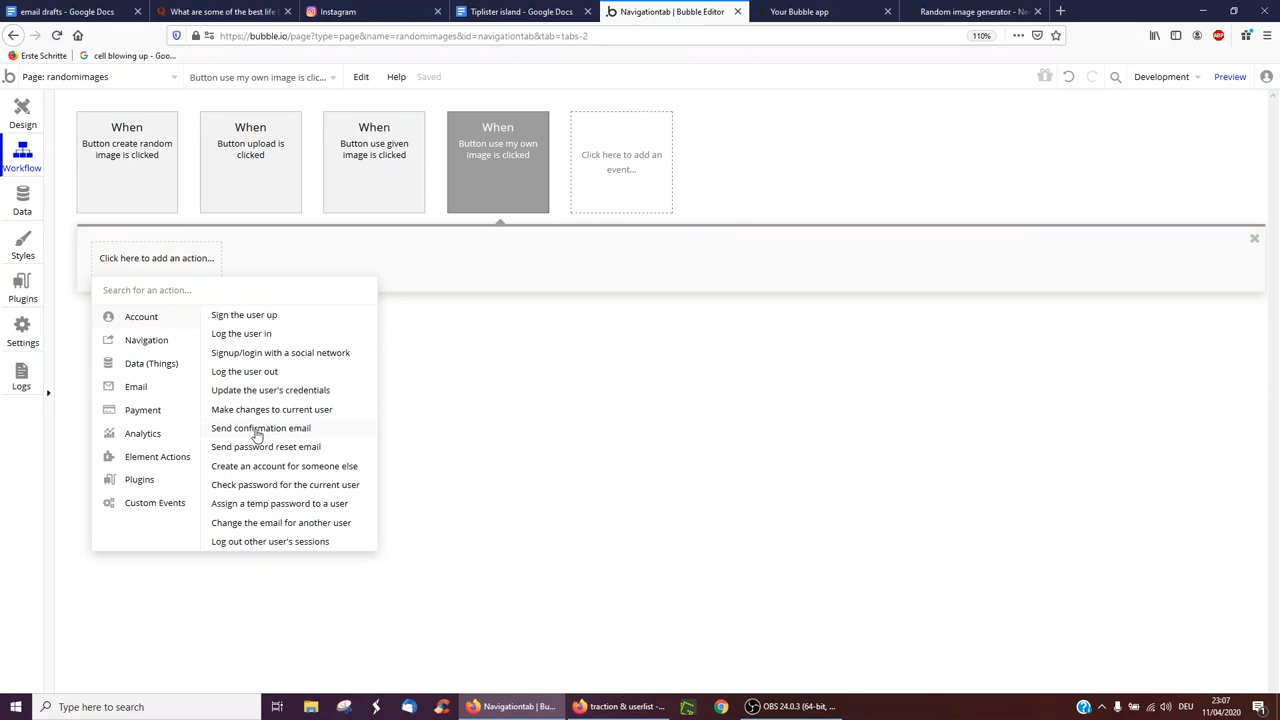 email drafts - Google Docs
What are some of the best life
Instagram
Tiplister island - Google Docs
Navigationtab | Bubble Editor
Your Bubble app
Random image generator - Ne
https://bubble.io/page?type=page&name=randomimages&id=navigationtab&tab=tabs-2
110%
Erste Schritte
cell blowing up - Goo...
Page: randomimages
Button use my own image is clic...
Edit
Help
Saved
Development
Preview
Design
Workflow
Data
Styles
Plugins
Settings
Logs
When
Button create random
image is clicked
When
Button upload is
clicked
When
Button use given
image is clicked
When
Button use my own
image is clicked
Click here to add an
event...
Click here to add an action...
Search for an action...
Account
Navigation
Data (Things)
Email
Payment
Analytics
Element Actions
Plugins
Custom Events
Sign the user up
Log the user in
Signup/login with a social network
Log the user out
Update the user's credentials
Make changes to current user
Send confirmation email
Send password reset email
Create an account for someone else
Check password for the current user
Assign a temp password to a user
Change the email for another user
Log out other user's sessions
Type here to search
Navigationtab | Bu...
traction & userlist -...
OBS 24.0.3 (64-bit, ...
DEU
23:07
11/04/2020